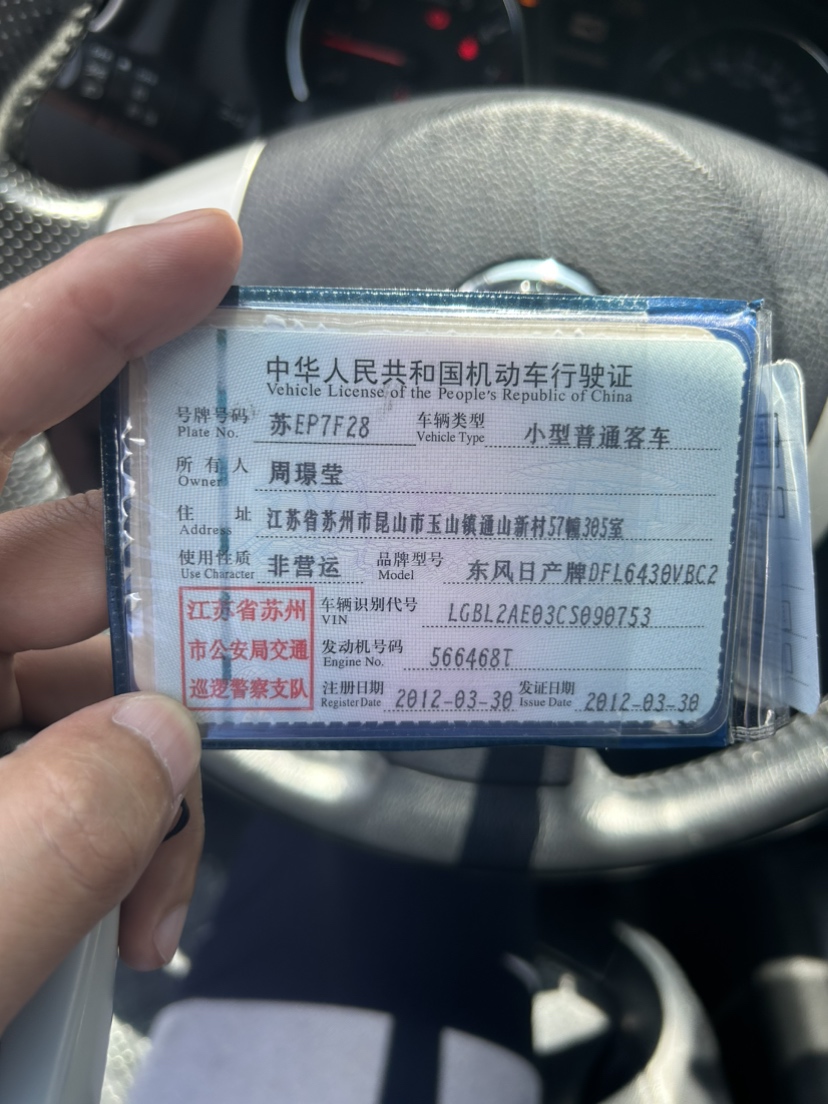 中华人民共和国机动车行驶证
Vehicle License of the People's Republic of China
号牌号码 苏EP7F28 车辆类型 小型普通客车
Plate No. Vehicle Type
所有人 周璟莹
Owner
住址 江苏省苏州市昆山市玉山镇通山新村57幢305室
Address
使用性质 非营运 品牌型号 东风日产牌DFL6430VBC2
Use Character Model
江苏省苏州
市公安局交通
巡逻警察支队
车辆识别代号 LGBL2AE03CS090753
VIN
发动机号码 566468T
Engine No.
注册日期 2012-03-30 发证日期 2012-03-30
Register Date Issue Date